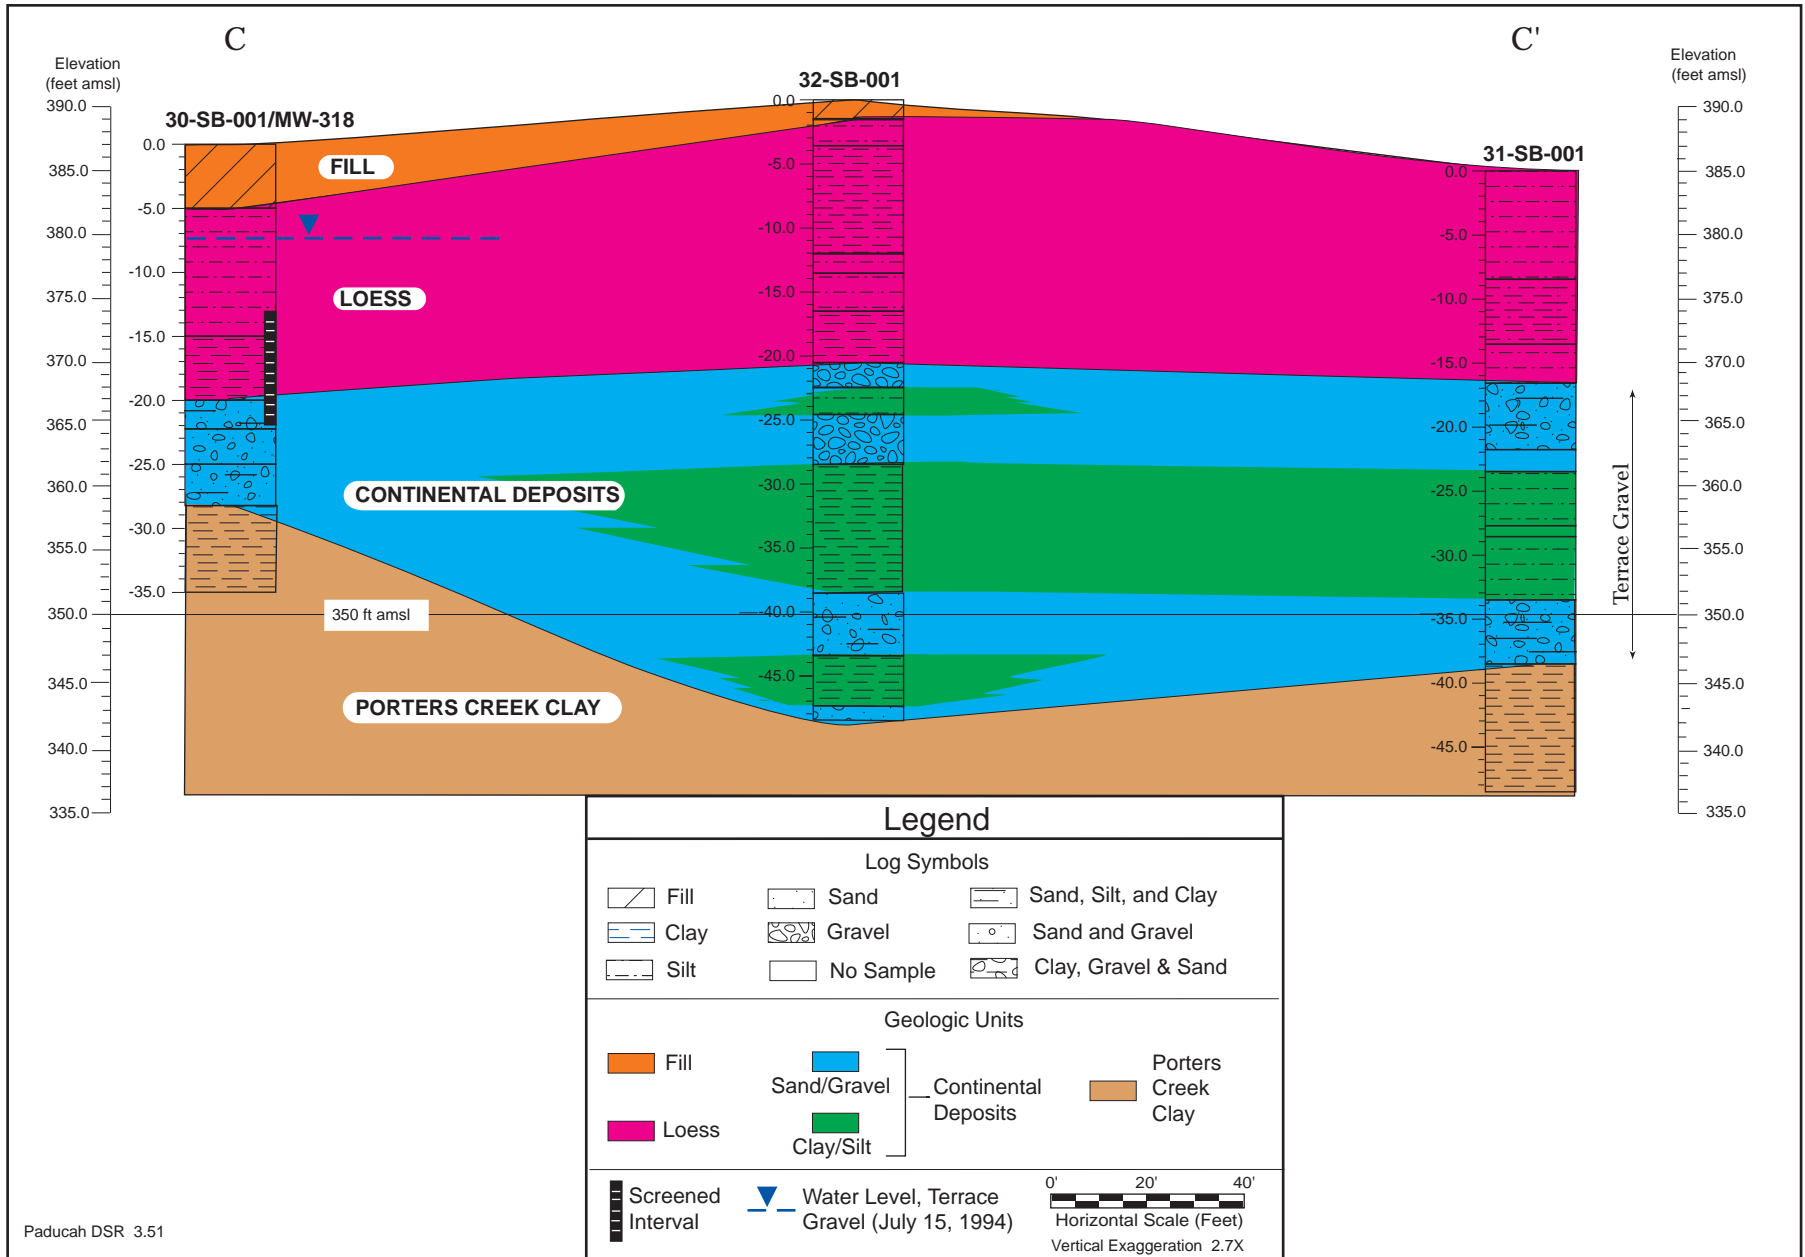 C
C'
Elevation
(feet amsl)
Elevation
(feet amsl)
390.0
385.0
380.0
375.0
370.0
365.0
360.0
355.0
350.0
345.0
340.0
335.0
30-SB-001/MW-318
0.0
-5.0
-10.0
-15.0
-20.0
-25.0
-30.0
-35.0
32-SB-001
0.0
-5.0
-10.0
-15.0
-20.0
-25.0
-30.0
-35.0
-40.0
-45.0
31-SB-001
0.0
-5.0
-10.0
-15.0
-20.0
-25.0
-30.0
-35.0
-40.0
-45.0
390.0
385.0
380.0
375.0
370.0
365.0
360.0
355.0
350.0
345.0
340.0
335.0
FILL
LOESS
CONTINENTAL DEPOSITS
350 ft amsl
PORTERS CREEK CLAY
Terrace Gravel
Legend
Log Symbols
Fill
Sand
Sand, Silt, and Clay
Clay
Gravel
Sand and Gravel
Silt
No Sample
Clay, Gravel & Sand
Geologic Units
Fill
Sand/Gravel
Loess
Clay/Silt
Continental
Deposits
Porters
Creek
Clay
Screened
Interval
Water Level, Terrace
Gravel (July 15, 1994)
0' 20' 40'
Horizontal Scale (Feet)
Vertical Exaggeration 2.7X
Paducah DSR 3.51